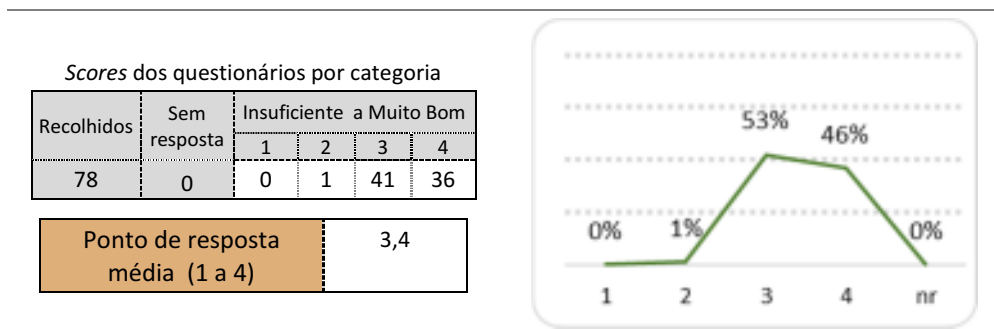 Scores dos questionários por categoria
Recolhidos Sem resposta Insuficiente a Muito Bom
1 2 3 4
78 0 0 1 41 36
Ponto de resposta
média (1 a 4)
3,4
53%
46%
0% 1% 0%
1 2 3 4 nr